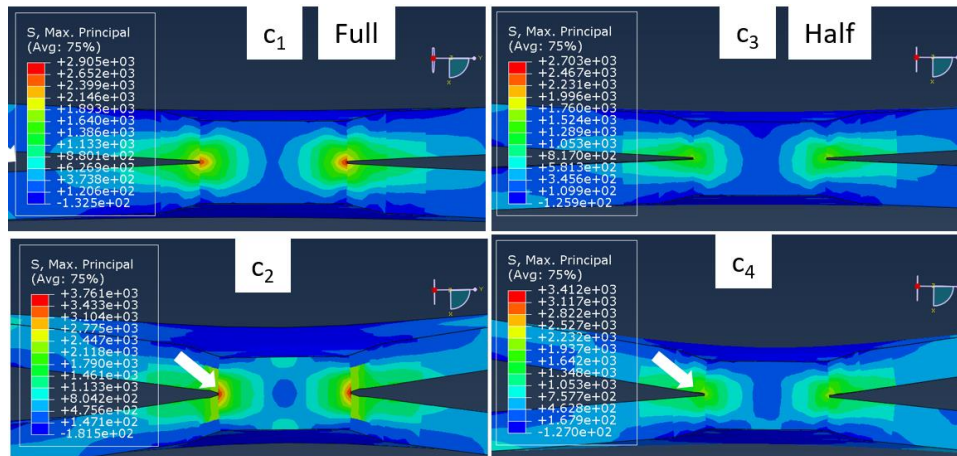 S, Max. Principal
(Avg: 75%)
+2.905e+03
+2.652e+03
+2.399e+03
+2.146e+03
+1.893e+03
+1.640e+03
+1.386e+03
+1.133e+03
+8.801e+02
+6.269e+02
+3.738e+02
+1.206e+02
-1.325e+02
c1
Full
S, Max. Principal
(Avg: 75%)
+2.703e+03
+2.467e+03
+2.231e+03
+1.996e+03
+1.760e+03
+1.524e+03
+1.289e+03
+1.053e+03
+8.170e+02
+5.813e+02
+3.456e+02
+1.099e+02
-1.259e+02
c3
Half
S, Max. Principal
(Avg: 75%)
+3.761e+03
+3.433e+03
+3.104e+03
+2.775e+03
+2.447e+03
+2.118e+03
+1.790e+03
+1.461e+03
+1.133e+03
+8.042e+02
+4.756e+02
+1.471e+02
-1.815e+02
c2
S, Max. Principal
(Avg: 75%)
+3.412e+03
+3.117e+03
+2.822e+03
+2.527e+03
+2.232e+03
+1.937e+03
+1.642e+03
+1.348e+03
+1.053e+03
+7.577e+02
+4.628e+02
+1.679e+02
-1.270e+02
c4